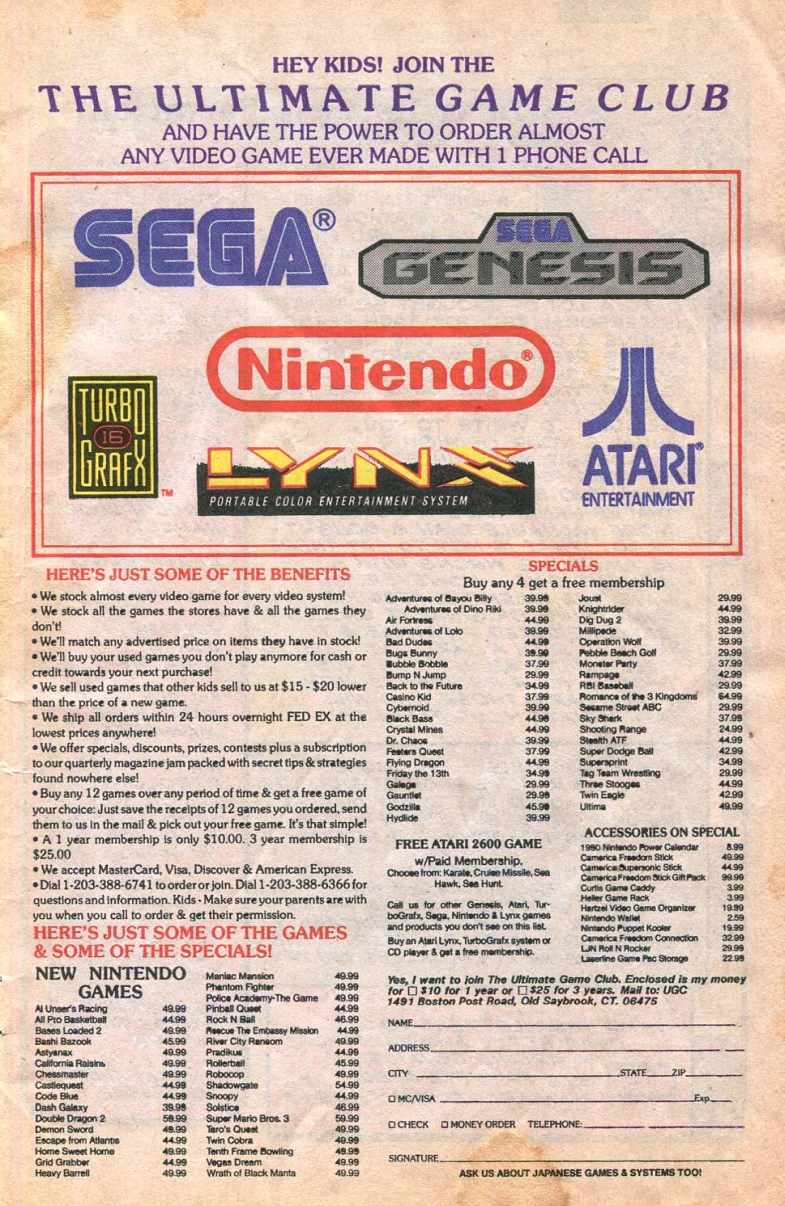 HEY KIDS! JOIN THE
THE ULTIMATE GAME CLUB
AND HAVE THE POWER TO ORDER ALMOST
ANY VIDEO GAME EVER MADE WITH 1 PHONE CALL
SEGA®
SEGA
GENESIS
Nintendo®
TURBO
16
GRAFX
TM
LYNX
PORTABLE COLOR ENTERTAINMENT SYSTEM
ATARI®
ENTERTAINMENT
HERE'S JUST SOME OF THE BENEFITS
• We stock almost every video game for every video system!
• We stock all the games the stores have & all the games they
don't!
• We'll match any advertised price on items they have in stock!
• We'll buy your used games you don't play anymore for cash or
credit towards your next purchase!
• We sell used games that other kids sell to us at $15 - $20 lower
than the price of a new game.
• We ship all orders within 24 hours overnight FED EX at the
lowest prices anywhere!
• We offer specials, discounts, prizes, contests plus a subscription
to our quarterly magazine jam packed with secret tips & strategies
found nowhere else!
• Buy any 12 games over any period of time & get a free game of
your choice: Just save the receipts of 12 games you ordered, send
them to us in the mail & pick out your free game. It's that simple!
• A 1 year membership is only $10.00. 3 year membership is
$25.00
• We accept MasterCard, Visa, Discover & American Express.
• Dial 1-203-388-6741 to order or join. Dial 1-203-388-6366 for
questions and information. Kids - Make sure your parents are with
you when you call to order & get their permission.
HERE'S JUST SOME OF THE GAMES
& SOME OF THE SPECIALS!
NEW NINTENDO
GAMES
Al Unser's Racing 49.99
All Pro Basketball 44.99
Bases Loaded 2 49.99
Bashi Bazook 45.99
Astyanax 49.99
California Raisins 49.99
Chessmaster 49.99
Castlequest 44.99
Code Blue 44.99
Dash Galaxy 39.99
Double Dragon 2 59.99
Demon Sword 49.99
Escape from Atlantis 44.99
Home Sweet Home 49.99
Grid Grabber 44.99
Heavy Barrell 49.99
Maniac Mansion 49.99
Phantom Fighter 49.99
Police Academy-The Game 49.99
Pinball Quest 44.99
Rock N Ball 46.99
Rescue The Embassy Mission 44.99
River City Ransom 49.99
Pradikus 44.99
Rollerball 45.99
Robocop 49.99
Shadowgate 54.99
Snoopy 44.99
Solstice 46.99
Super Mario Bros. 3 59.99
Taro's Quest 49.99
Twin Cobra 49.99
Tenth Frame Bowling 49.99
Vegas Dream 49.99
Wrath of Black Manta 49.99
SPECIALS
Buy any 4 get a free membership
Adventures of Bayou Billy 39.99
Adventures of Dino Riki 39.99
Air Fortress 44.99
Adventures of Lolo 39.99
Bad Dudes 44.99
Bugs Bunny 39.99
Bubble Bobble 37.99
Bump N Jump 29.99
Back to the Future 34.99
Casino Kid 37.99
Cybernoid 39.99
Black Bass 44.99
Crystal Mines 44.99
Dr. Chaos 39.99
Festers Quest 37.99
Flying Dragon 44.99
Friday the 13th 34.99
Galaga 29.99
Gauntlet 29.99
Godzilla 45.99
Hydlide 39.99
Joust 29.99
Knightrider 44.99
Dig Dug 2 39.99
Millipede 32.99
Operation Wolf 39.99
Pebble Beach Golf 29.99
Monster Party 37.99
Rampage 42.99
RBI Baseball 29.99
Romance of the 3 Kingdoms 64.99
Sesame Street ABC 29.99
Sky Shark 37.99
Shooting Range 24.99
Stealth ATF 44.99
Super Dodge Ball 42.99
Supersprint 34.99
Tag Team Wrestling 29.99
Three Stooges 44.99
Twin Eagle 42.99
Ultima 49.99
FREE ATARI 2600 GAME
w/Paid Membership.
Choose from: Karate, Cruise Missile, Sea
Hawk, Sea Hunt.
Call us for other Genesis, Atari, Tur-
boGrafx, Sega, Nintendo & Lynx games
and products you don't see on this list.
Buy an Atari Lynx, TurboGrafx system or
CD player & get a free membership.
ACCESSORIES ON SPECIAL
1990 Nintendo Power Calendar 8.99
Camerica Freedom Stick 49.99
Camerica Supersonic Stick 44.99
Camerica Freedom Stick Gift Pack 99.99
Curtis Game Caddy 3.99
Heller Game Rack 3.99
Hartzel Video Game Organizer 19.99
Nintendo Wallet 2.59
Nintendo Puppet Kooler 19.99
Camerica Freedom Connection 32.99
LJN Roll N Rocker 29.99
Laserline Game Pac Storage 22.99
Yes, I want to join The Ultimate Game Club. Enclosed is my money
for □ $10 for 1 year or □ $25 for 3 years. Mail to: UGC
1491 Boston Post Road, Old Saybrook, CT. 06475
NAME
ADDRESS
CITY STATE ZIP
□ MC/VISA Exp.
□ CHECK □ MONEY ORDER TELEPHONE:
SIGNATURE
ASK US ABOUT JAPANESE GAMES & SYSTEMS TOO!